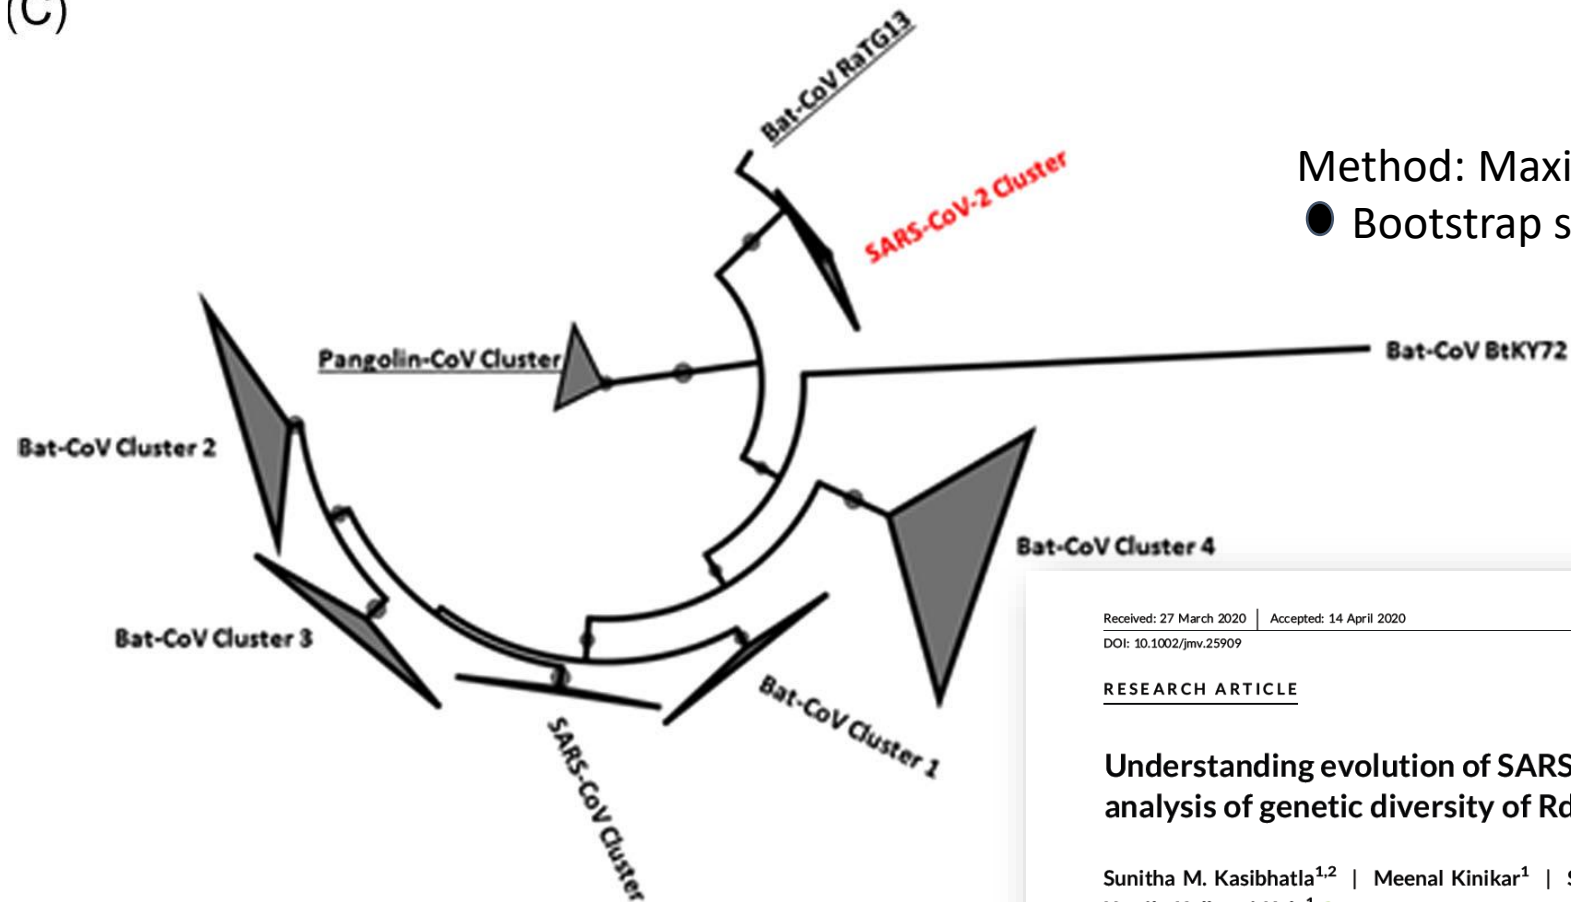 (C)
Bat-CoV RaTG13
SARS-CoV-2 Cluster
Method: Maxi
Bootstrap s
Pangolin-CoV Cluster
Bat-CoV BtKY72
Bat-CoV Cluster 2
Bat-CoV Cluster 4
Bat-CoV Cluster 3
Bat-CoV Cluster 1
SARS-CoV Cluster
Received: 27 March 2020 | Accepted: 14 April 2020
DOI: 10.1002/jmv.25909
RESEARCH ARTICLE
Understanding evolution of SARS
analysis of genetic diversity of Rd
Sunitha M. Kasibhatla1,2 | Meenal Kinikar1 | S